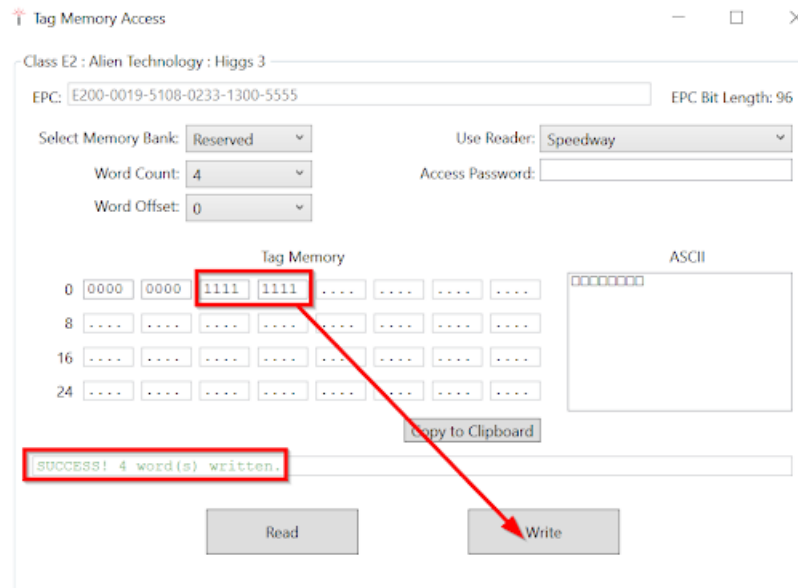 Tag Memory Access
Class E2 : Alien Technology : Higgs 3
EPC: E200-0019-5108-0233-1300-5555 EPC Bit Length: 96
Select Memory Bank: Reserved Use Reader: Speedway
Word Count: 4 Access Password:
Word Offset: 0
Tag Memory ASCII
0 0000 0000 1111 1111 .... .... .... .... □□□□□□□□
8 .... .... .... .... .... .... .... ....
16 .... .... .... .... .... .... .... ....
24 .... .... .... .... .... .... .... ....
Copy to Clipboard
SUCCESS! 4 word(s) written.
Read Write